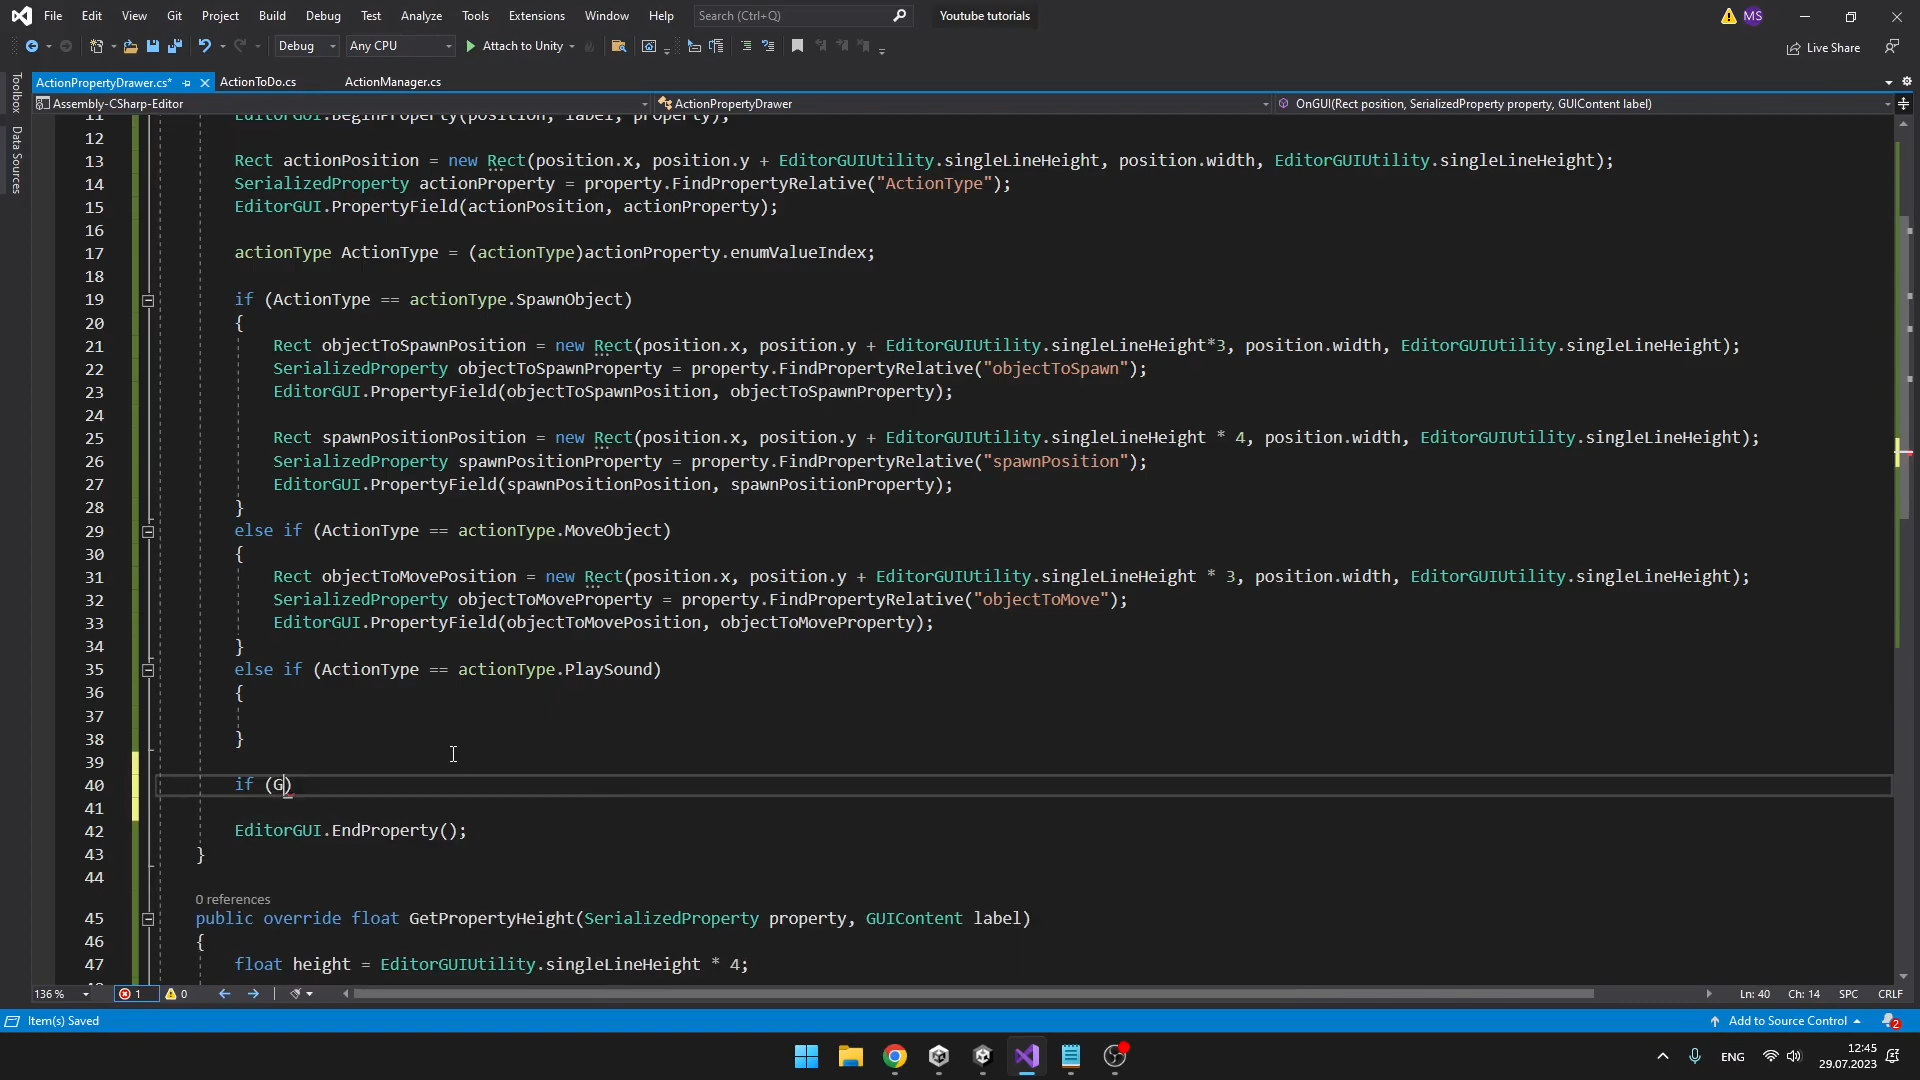 File Edit View Git Project Build Debug Test Analyze Tools Extensions Window Help Search (Ctrl+Q) Youtube tutorials MS
Debug Any CPU Attach to Unity Live Share
ActionPropertyDrawer.cs* ActionToDo.cs ActionManager.cs
Assembly-CSharp-Editor ActionPropertyDrawer OnGUI(Rect position, SerializedProperty property, GUIContent label)
Toolbox
Data Sources
11 EditorGUI.BeginProperty(position, label, property);
12
13 Rect actionPosition = new Rect(position.x, position.y + EditorGUIUtility.singleLineHeight, position.width, EditorGUIUtility.singleLineHeight);
14 SerializedProperty actionProperty = property.FindPropertyRelative("ActionType");
15 EditorGUI.PropertyField(actionPosition, actionProperty);
16
17 actionType ActionType = (actionType)actionProperty.enumValueIndex;
18
19 if (ActionType == actionType.SpawnObject)
20 {
21 Rect objectToSpawnPosition = new Rect(position.x, position.y + EditorGUIUtility.singleLineHeight*3, position.width, EditorGUIUtility.singleLineHeight);
22 SerializedProperty objectToSpawnProperty = property.FindPropertyRelative("objectToSpawn");
23 EditorGUI.PropertyField(objectToSpawnPosition, objectToSpawnProperty);
24
25 Rect spawnPositionPosition = new Rect(position.x, position.y + EditorGUIUtility.singleLineHeight * 4, position.width, EditorGUIUtility.singleLineHeight);
26 SerializedProperty spawnPositionProperty = property.FindPropertyRelative("spawnPosition");
27 EditorGUI.PropertyField(spawnPositionPosition, spawnPositionProperty);
28 }
29 else if (ActionType == actionType.MoveObject)
30 {
31 Rect objectToMovePosition = new Rect(position.x, position.y + EditorGUIUtility.singleLineHeight * 3, position.width, EditorGUIUtility.singleLineHeight);
32 SerializedProperty objectToMoveProperty = property.FindPropertyRelative("objectToMove");
33 EditorGUI.PropertyField(objectToMovePosition, objectToMoveProperty);
34 }
35 else if (ActionType == actionType.PlaySound)
36 {
37
38 }
39
40 if (G)
41
42 EditorGUI.EndProperty();
43 }
44
0 references
45 public override float GetPropertyHeight(SerializedProperty property, GUIContent label)
46 {
47 float height = EditorGUIUtility.singleLineHeight * 4;
136 % 1 0 Ln: 40 Ch: 14 SPC CRLF
Item(s) Saved Add to Source Control 2
ENG 12:45
29.07.2023